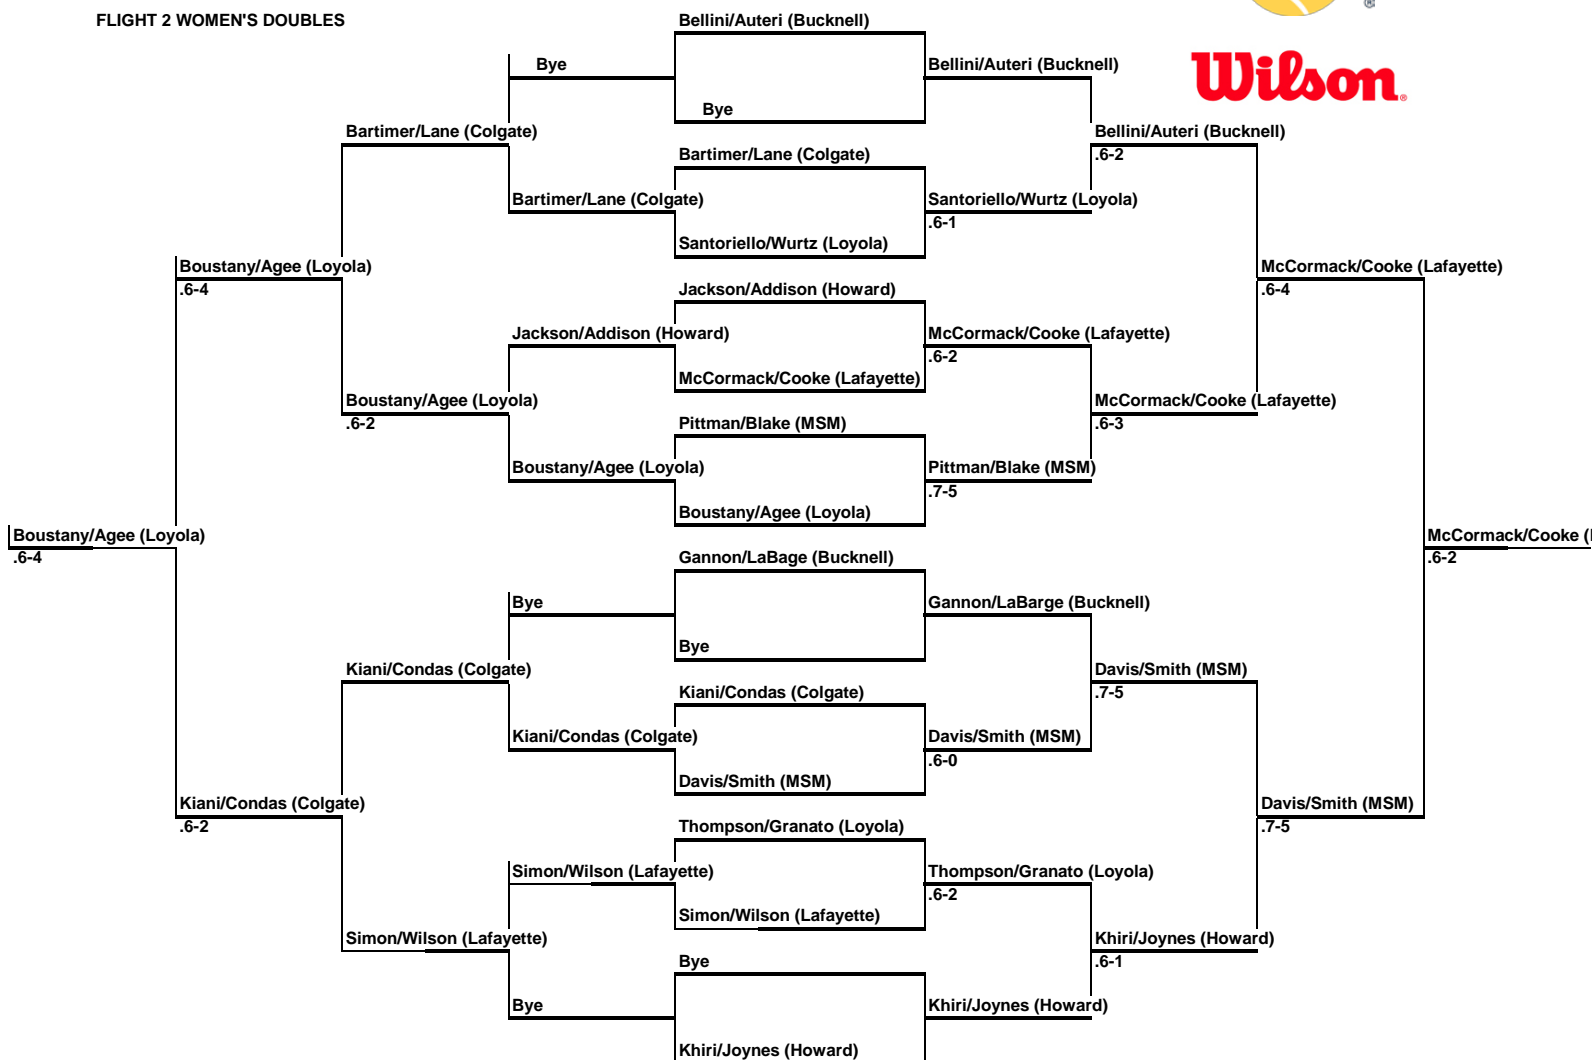 FLIGHT 2 WOMEN'S DOUBLES
Bellini/Auteri (Bucknell)
®
Bye
Bellini/Auteri (Bucknell)
Wilson®
Bye
Bartimer/Lane (Colgate)
Bellini/Auteri (Bucknell)
.6-2
Bartimer/Lane (Colgate)
Bartimer/Lane (Colgate)
Santoriello/Wurtz (Loyola)
.6-1
Santoriello/Wurtz (Loyola)
Boustany/Agee (Loyola)
.6-4
McCormack/Cooke (Lafayette)
.6-4
Jackson/Addison (Howard)
Jackson/Addison (Howard)
McCormack/Cooke (Lafayette)
.6-2
McCormack/Cooke (Lafayette)
Boustany/Agee (Loyola)
.6-2
McCormack/Cooke (Lafayette)
.6-3
Pittman/Blake (MSM)
Boustany/Agee (Loyola)
Pittman/Blake (MSM)
.7-5
Boustany/Agee (Loyola)
Boustany/Agee (Loyola)
.6-4
McCormack/Cooke (
.6-2
Gannon/LaBage (Bucknell)
Bye
Gannon/LaBarge (Bucknell)
Bye
Kiani/Condas (Colgate)
Davis/Smith (MSM)
.7-5
Kiani/Condas (Colgate)
Kiani/Condas (Colgate)
Davis/Smith (MSM)
.6-0
Davis/Smith (MSM)
Kiani/Condas (Colgate)
.6-2
Davis/Smith (MSM)
.7-5
Thompson/Granato (Loyola)
Simon/Wilson (Lafayette)
Thompson/Granato (Loyola)
.6-2
Simon/Wilson (Lafayette)
Simon/Wilson (Lafayette)
Khiri/Joynes (Howard)
.6-1
Bye
Bye
Khiri/Joynes (Howard)
Khiri/Joynes (Howard)